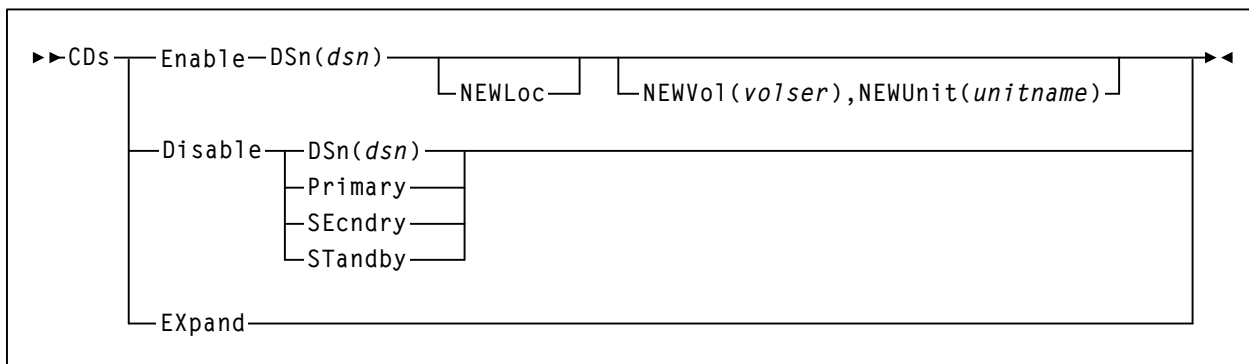 CDs Enable DSn(dsn)
NEWLoc NEWVol(volser),NEWUnit(unitname)
Disable DSn(dsn)
Primary
SEcndry
STandby
EXpand